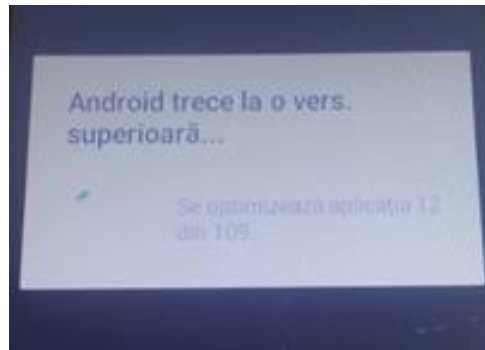 Android trece la o vers.
superioară...
Se optimizează aplicația 12
din 109.